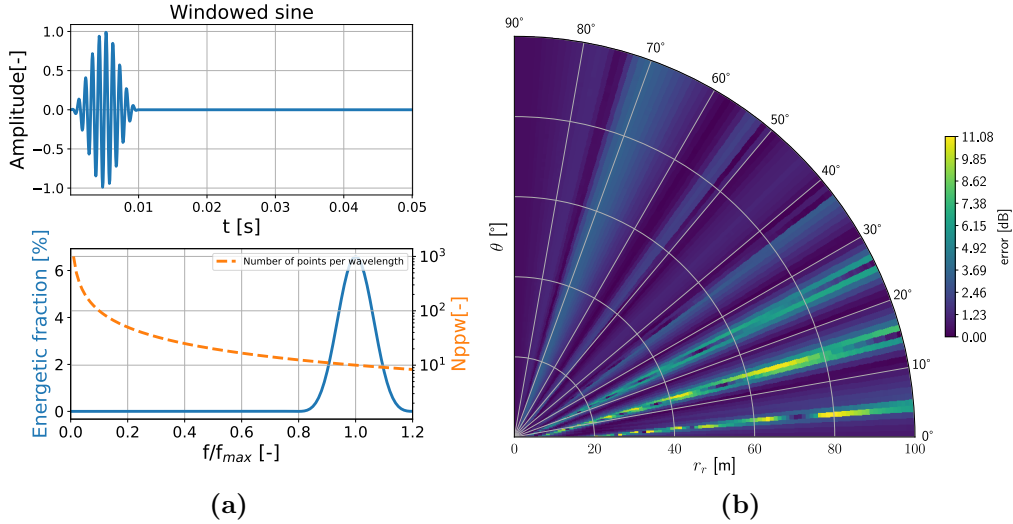 Windowed sine
Amplitude[-]
1.0
0.5
0.0
−0.5
−1.0
0.01 0.02 0.03 0.04 0.05
t [s]
Energetic fraction [%]
6
4
2
0
Number of points per wavelength
10³
10²
10¹
Nppw[-]
0.0 0.2 0.4 0.6 0.8 1.0 1.2
f/fmax [-]
(a)
90°
80°
70°
60°
50°
40°
30°
20°
10°
0°
θ [°]
0 20 40 60 80 100
r_r [m]
11.08
9.85
8.62
7.38
6.15
4.92
3.69
2.46
1.23
0.00
error [dB]
(b)